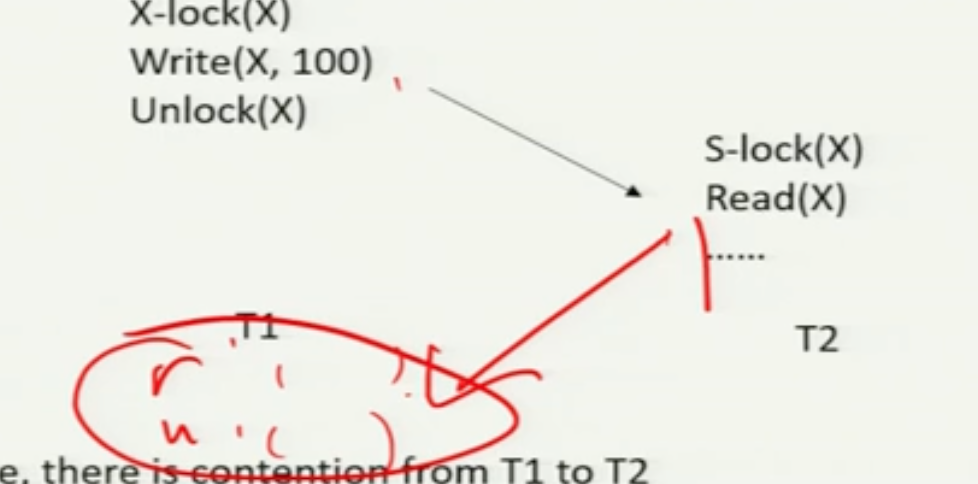 X-lock(X)
Write(X, 100)
Unlock(X)
S-lock(X)
Read(X)
......
T1
T2
e, there is contention from T1 to T2